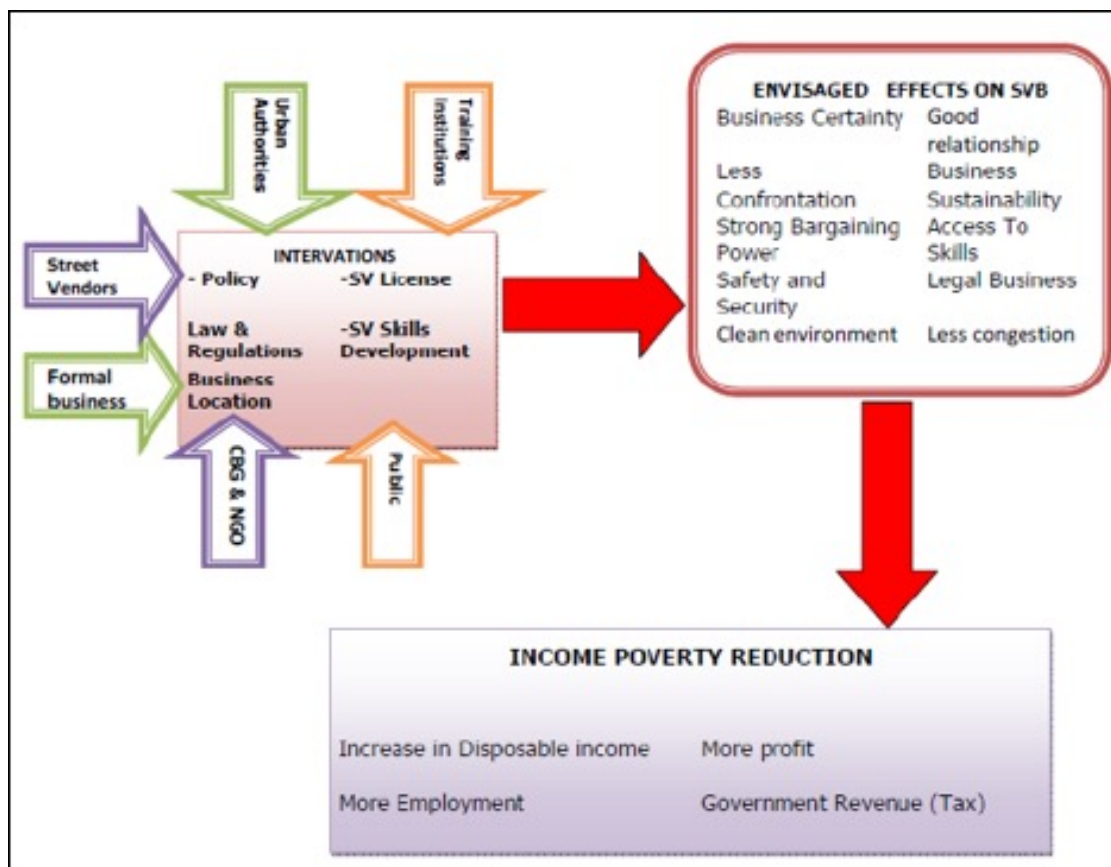 Urban
Authorities
Training
Institutions
Street
Vendors
Formal
business
INTERVATIONS
- Policy
-SV License
Law &
Regulations
-SV Skills
Development
Business
Location
CBG & NGO
Public
ENVISAGED EFFECTS ON SVB
Business Certainty
Good
relationship
Less
Confrontation
Business
Sustainability
Strong Bargaining
Power
Access To
Skills
Safety and
Security
Legal Business
Clean environment
Less congestion
INCOME POVERTY REDUCTION
Increase in Disposable income
More profit
More Employment
Government Revenue (Tax)